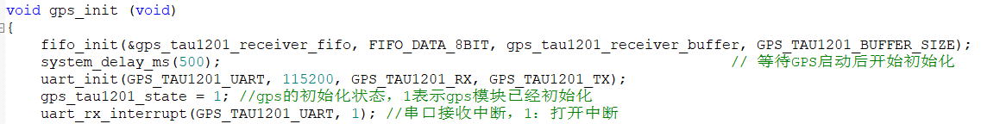 void gps_init (void)
{
    fifo_init(&gps_tau1201_receiver_fifo, FIFO_DATA_8BIT, gps_tau1201_receiver_buffer, GPS_TAU1201_BUFFER_SIZE);
    system_delay_ms(500);                                                           // 等待GPS启动后开始初始化
    uart_init(GPS_TAU1201_UART, 115200, GPS_TAU1201_RX, GPS_TAU1201_TX);
    gps_tau1201_state = 1; //gps的初始化状态，1表示gps模块已经初始化
    uart_rx_interrupt(GPS_TAU1201_UART, 1); //串口接收中断，1：打开中断